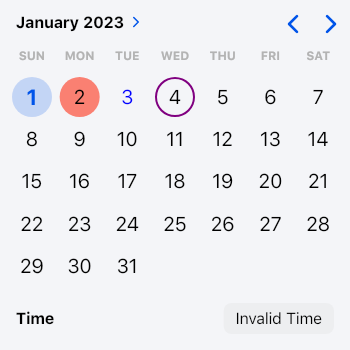 January 2023
SUN MON TUE WED THU FRI SAT
1 2 3 4 5 6 7
8 9 10 11 12 13 14
15 16 17 18 19 20 21
22 23 24 25 26 27 28
29 30 31
Time Invalid Time